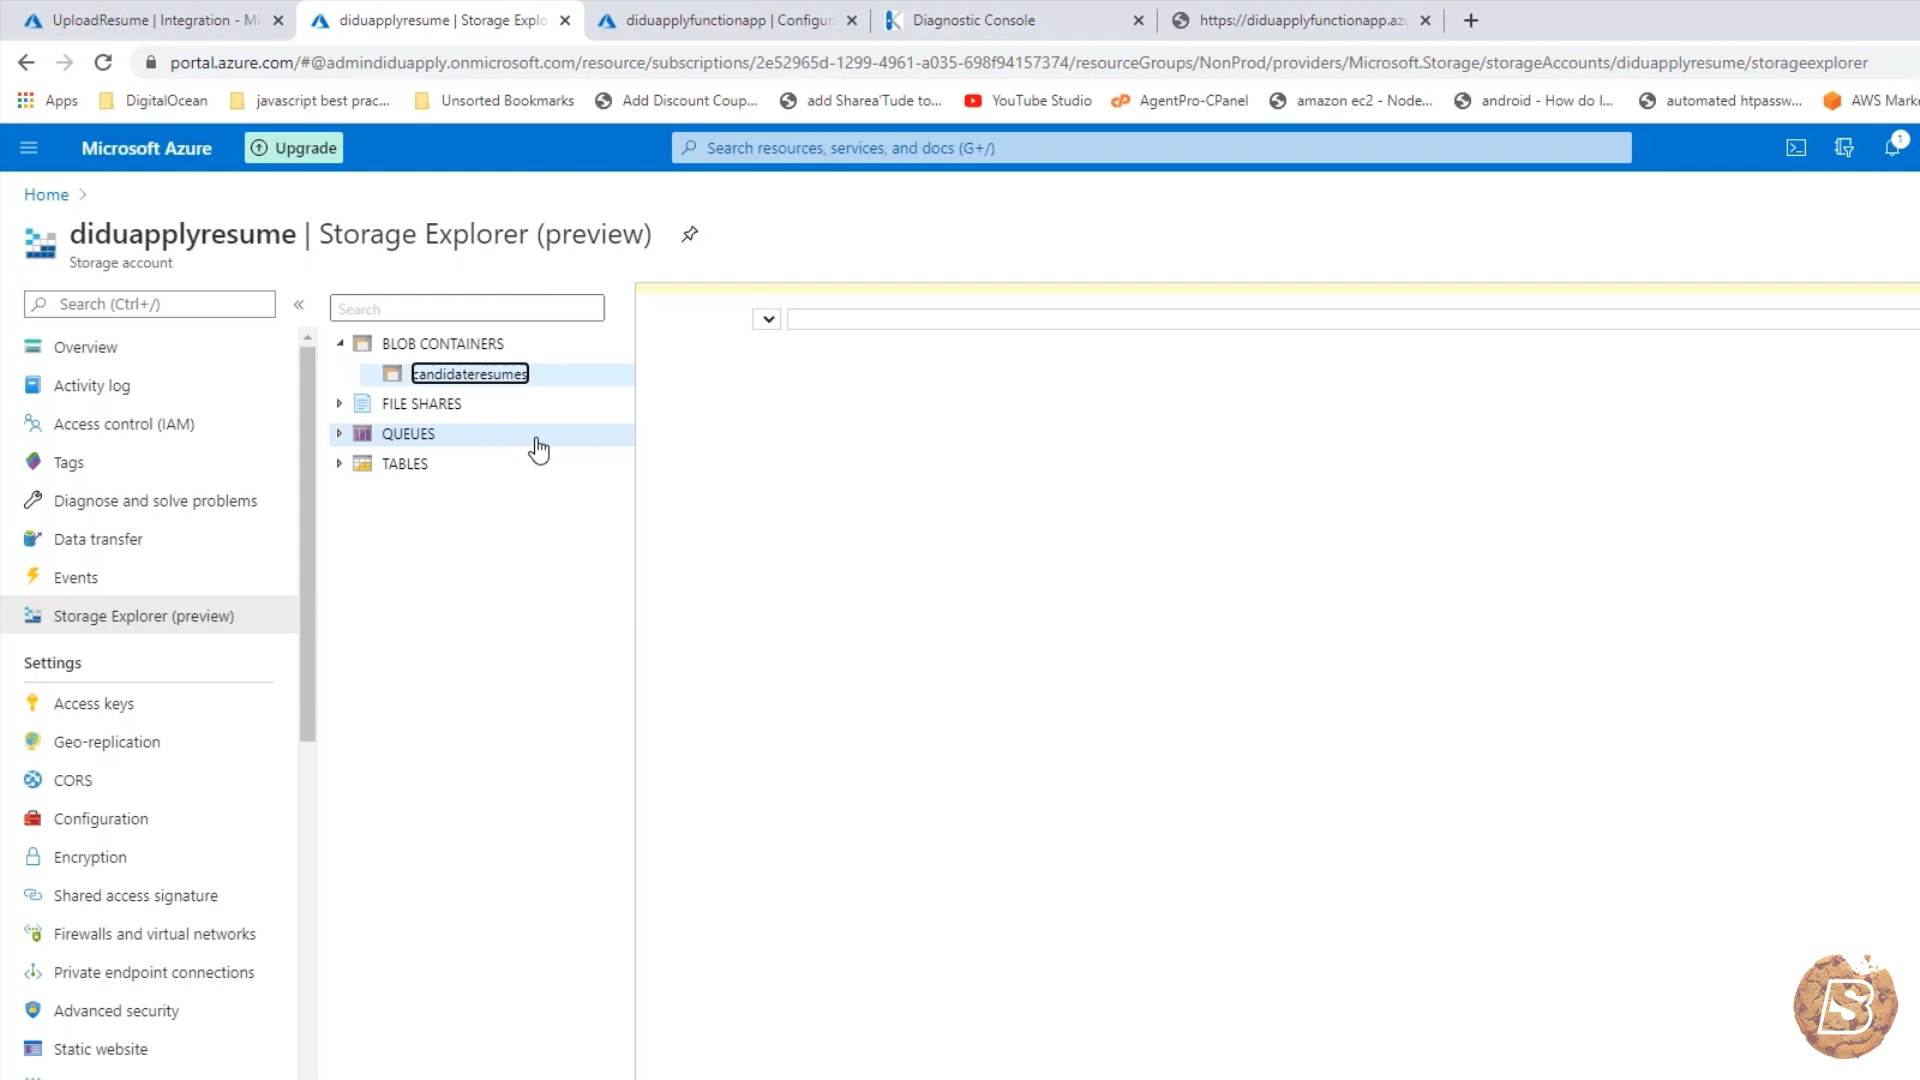 UploadResume | Integration - Mi
diduapplyresume | Storage Explo
diduapplyfunctionapp | Configur
Diagnostic Console
https://diduapplyfunctionapp.az
portal.azure.com/#@admindiduapply.onmicrosoft.com/resource/subscriptions/2e52965d-1299-4961-a035-698f94157374/resourceGroups/NonProd/providers/Microsoft.Storage/storageAccounts/diduapplyresume/storageexplorer
Apps
DigitalOcean
javascript best prac...
Unsorted Bookmarks
Add Discount Coup...
add Sharea'Tude to...
YouTube Studio
cP AgentPro-CPanel
amazon ec2 - Node...
android - How do I...
automated htpassw...
AWS Marke
Microsoft Azure
Upgrade
Search resources, services, and docs (G+/)
1
Home
diduapplyresume | Storage Explorer (preview)
Storage account
Search (Ctrl+/)
«
Overview
Activity log
Access control (IAM)
Tags
Diagnose and solve problems
Data transfer
Events
Storage Explorer (preview)
Settings
Access keys
Geo-replication
CORS
Configuration
Encryption
Shared access signature
Firewalls and virtual networks
Private endpoint connections
Advanced security
Static website
Search
BLOB CONTAINERS
candidateresumes
FILE SHARES
QUEUES
TABLES